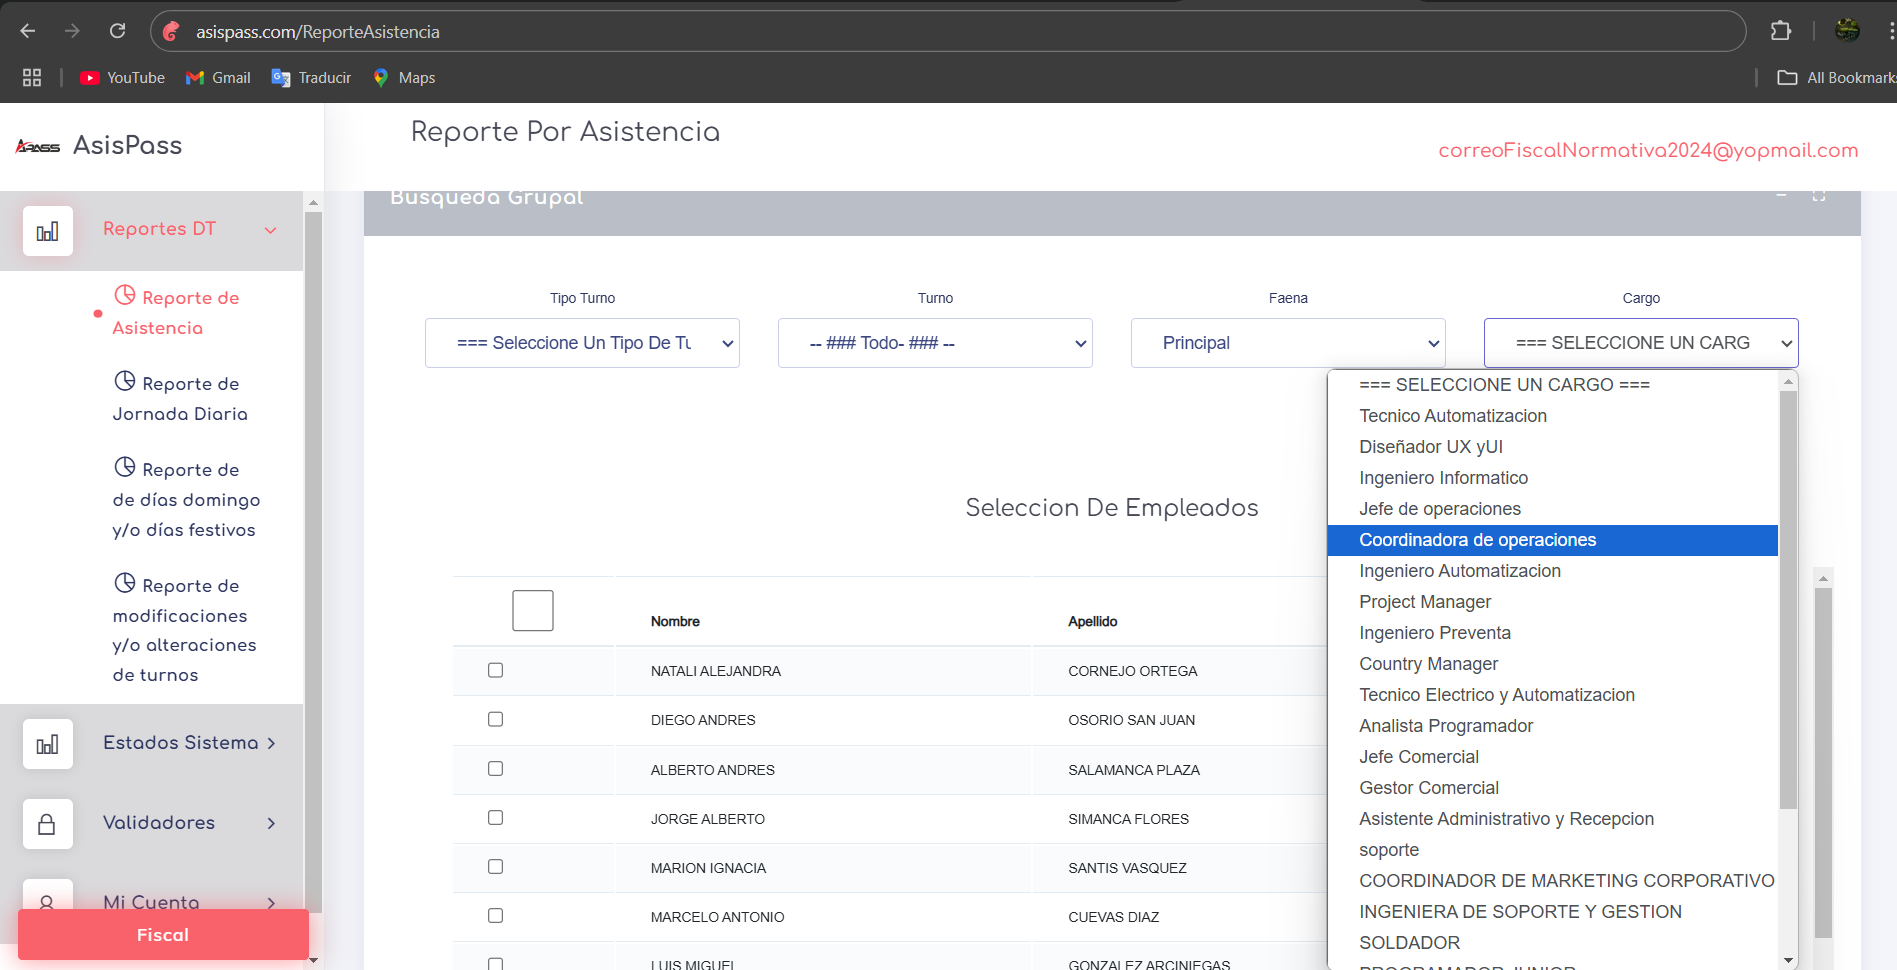 asispass.com/ReporteAsistencia
YouTube
Gmail
Traducir
Maps
All Bookmarks
APASS
AsisPass
Reporte Por Asistencia
correoFiscalNormativa2024@yopmail.com
Reportes DT
Reporte de
Asistencia
Reporte de
Jornada Diaria
Reporte de
de días domingo
y/o días festivos
Reporte de
modificaciones
y/o alteraciones
de turnos
Estados Sistema
Validadores
Mi Cuenta
Fiscal
Busqueda Grupal
Tipo Turno
=== Seleccione Un Tipo De Tu
Turno
-- ### Todo- ### --
Faena
Principal
Cargo
=== SELECCIONE UN CARG
=== SELECCIONE UN CARGO ===
Tecnico Automatizacion
Diseñador UX yUI
Ingeniero Informatico
Jefe de operaciones
Coordinadora de operaciones
Ingeniero Automatizacion
Project Manager
Ingeniero Preventa
Country Manager
Tecnico Electrico y Automatizacion
Analista Programador
Jefe Comercial
Gestor Comercial
Asistente Administrativo y Recepcion
soporte
COORDINADOR DE MARKETING CORPORATIVO
INGENIERA DE SOPORTE Y GESTION
SOLDADOR
PROGRAMADOR JUNIOR
Seleccion De Empleados
Nombre Apellido
NATALI ALEJANDRA CORNEJO ORTEGA
DIEGO ANDRES OSORIO SAN JUAN
ALBERTO ANDRES SALAMANCA PLAZA
JORGE ALBERTO SIMANCA FLORES
MARION IGNACIA SANTIS VASQUEZ
MARCELO ANTONIO CUEVAS DIAZ
LUIS MIGUEL GONZALEZ ARCINIEGAS